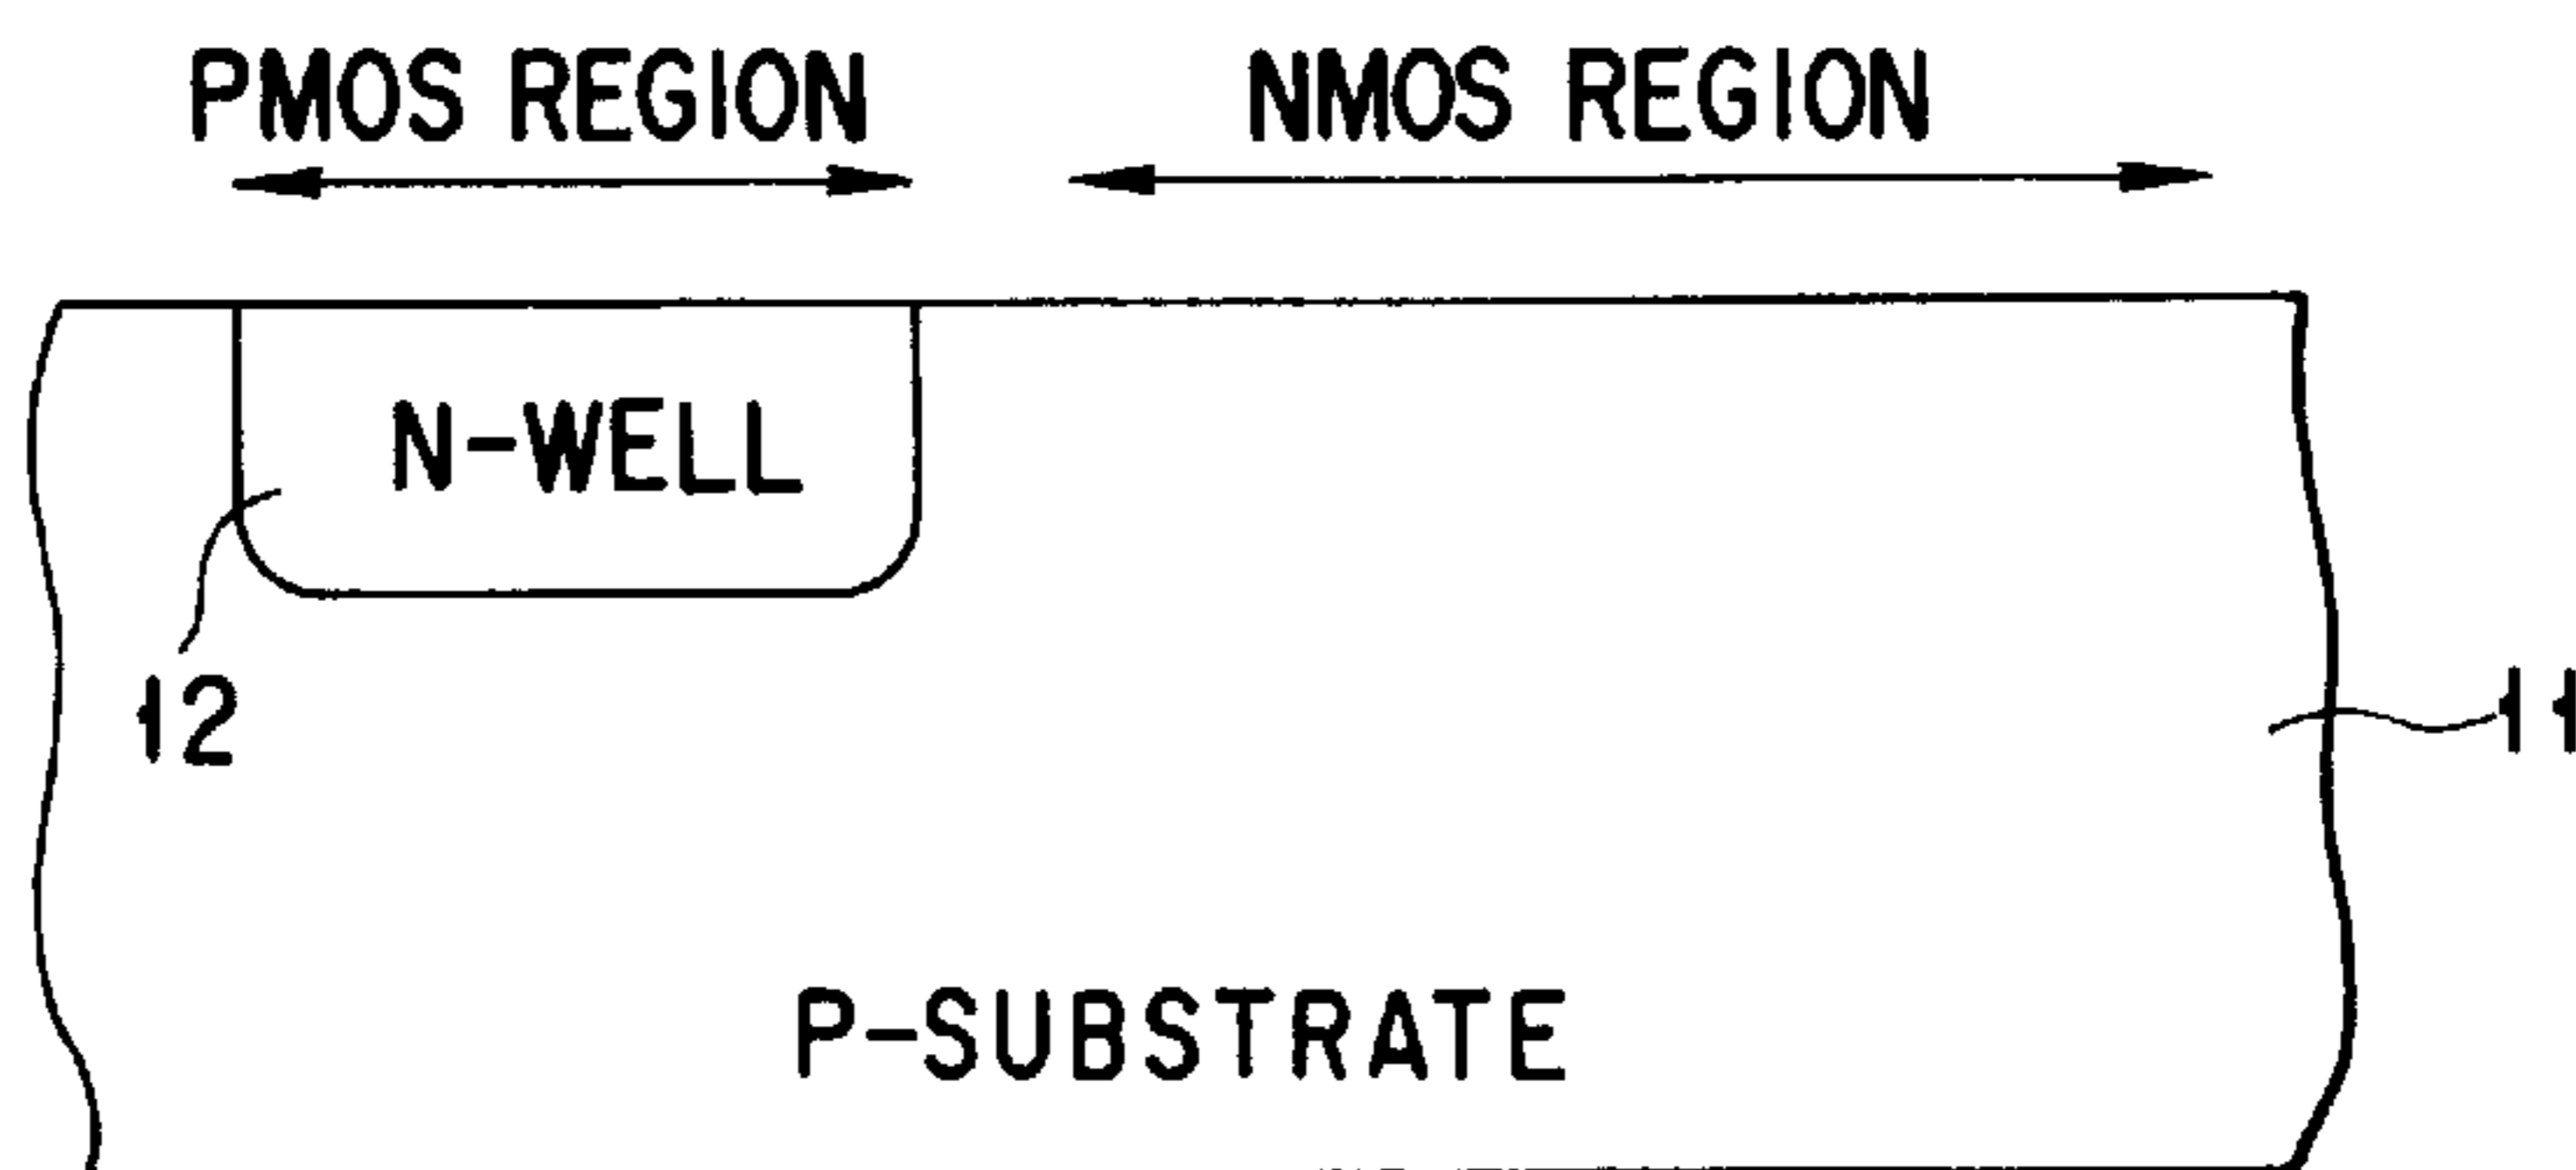 PMOS REGION NMOS REGION
N-WELL
12
11
P-SUBSTRATE